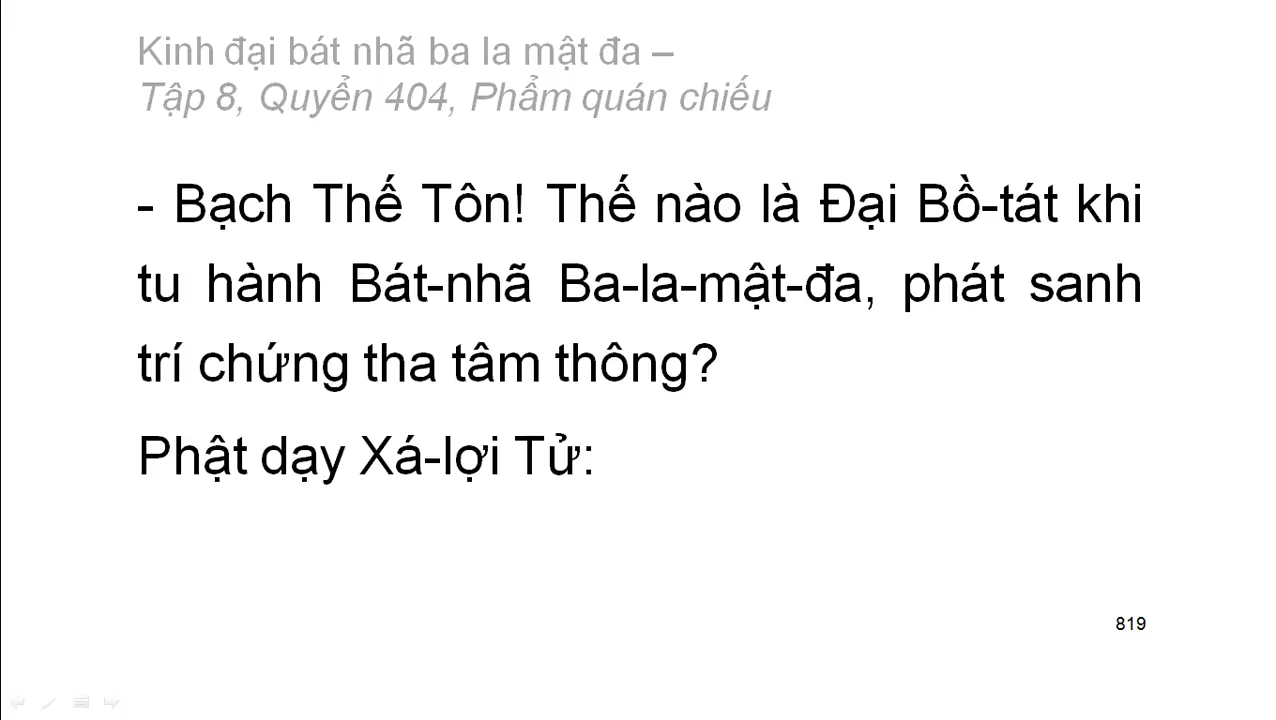 Kinh đại bát nhã ba la mật đa –
Tập 8, Quyển 404, Phẩm quán chiếu
- Bạch Thế Tôn! Thế nào là Đại Bồ-tát khi
tu hành Bát-nhã Ba-la-mật-đa, phát sanh
trí chứng tha tâm thông?
Phật dạy Xá-lợi Tử:
819